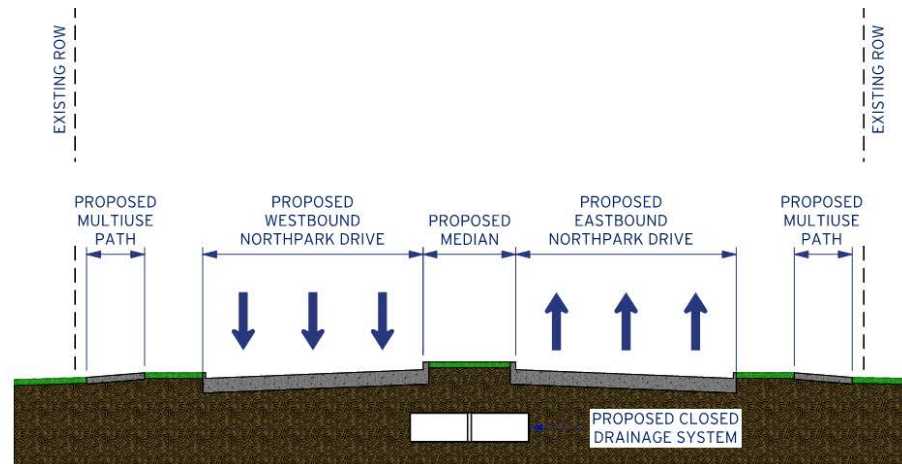 EXISTING ROW
EXISTING ROW
PROPOSED
MULTIUSE
PATH
PROPOSED
WESTBOUND
NORTHPARK DRIVE
PROPOSED
MEDIAN
PROPOSED
EASTBOUND
NORTHPARK DRIVE
PROPOSED
MULTIUSE
PATH
PROPOSED CLOSED
DRAINAGE SYSTEM